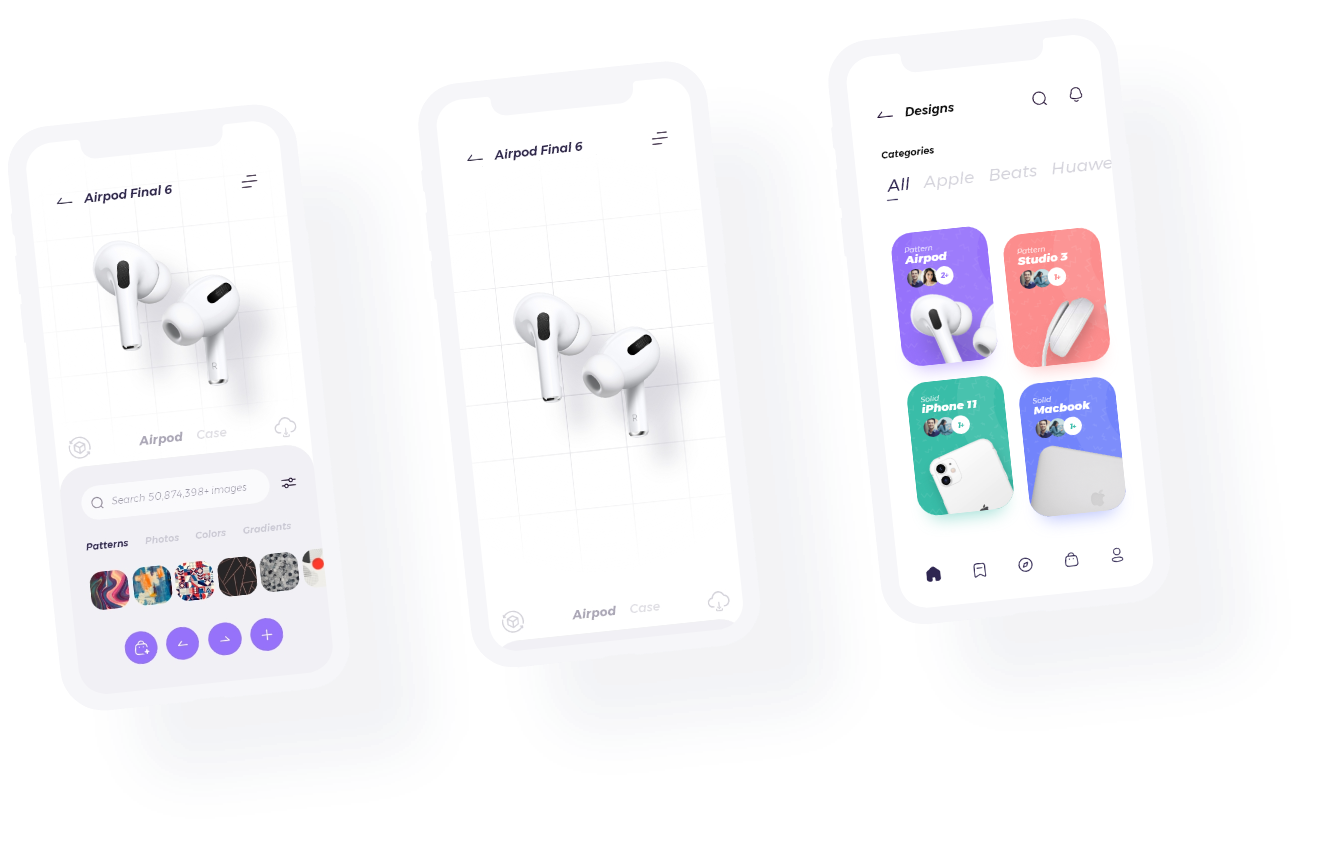 Airpod Final 6
R
Airpod Case
Search 50,874,398+ images
Patterns Photos Colors Gradients
Airpod Final 6
R
Airpod Case
Designs
Categories
All Apple Beats Huawe
Pattern
Airpod
2+
Pattern
Studio 3
1+
Solid
iPhone 11
1+
Solid
Macbook
1+